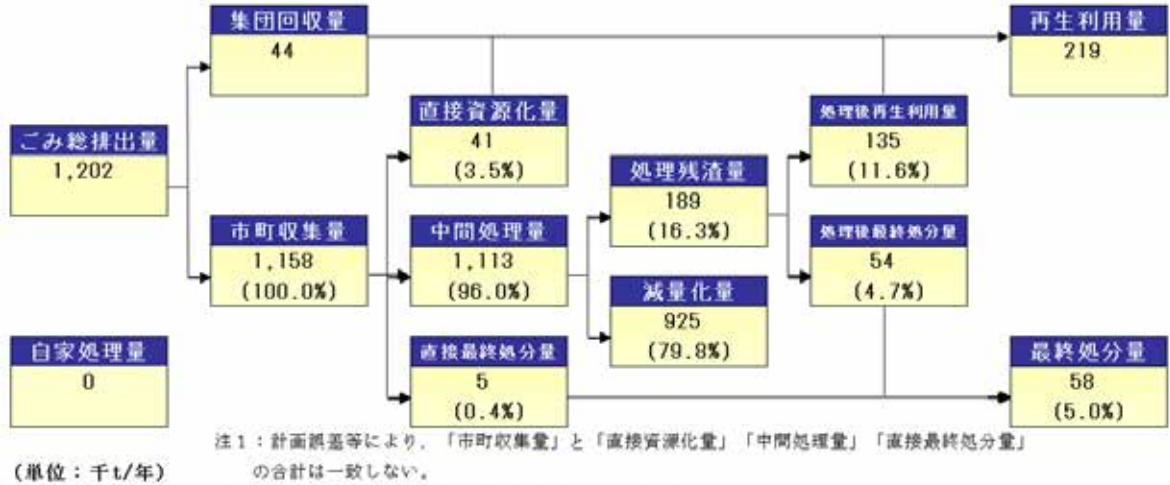 集団回収量
44
再生利用量
219
ごみ総排出量
1,202
直接資源化量
41
(3.5%)
処理後再生利用量
135
(11.6%)
処理残渣量
189
(16.3%)
市町収集量
1,158
(100.0%)
中間処理量
1,113
(96.0%)
処理後最終処分量
54
(4.7%)
減量化量
925
(79.8%)
自家処理量
0
直接最終処分量
5
(0.4%)
最終処分量
58
(5.0%)
注1：計画誤差等により、「市町収集量」と「直接資源化量」「中間処理量」「直接最終処分量」
の合計は一致しない。
(単位：千t/年)